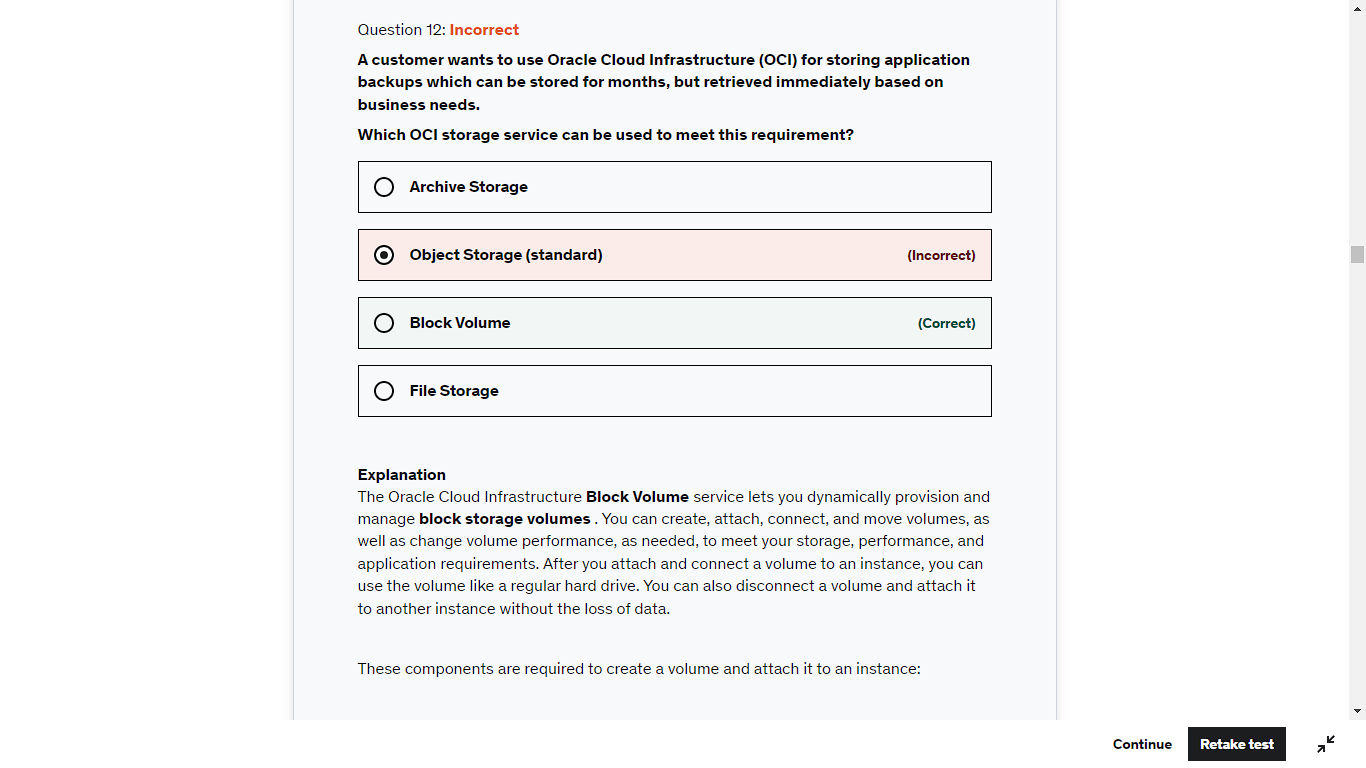 Question 12: Incorrect
A customer wants to use Oracle Cloud Infrastructure (OCI) for storing application
backups which can be stored for months, but retrieved immediately based on
business needs.
Which OCI storage service can be used to meet this requirement?
Archive Storage
Object Storage (standard) (Incorrect)
Block Volume (Correct)
File Storage
Explanation
The Oracle Cloud Infrastructure Block Volume service lets you dynamically provision and
manage block storage volumes . You can create, attach, connect, and move volumes, as
well as change volume performance, as needed, to meet your storage, performance, and
application requirements. After you attach and connect a volume to an instance, you can
use the volume like a regular hard drive. You can also disconnect a volume and attach it
to another instance without the loss of data.
These components are required to create a volume and attach it to an instance:
Continue Retake test